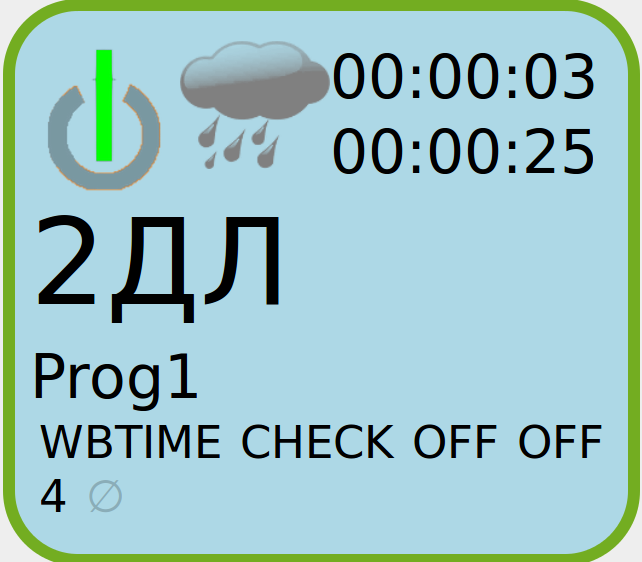 00:00:03
00:00:25
2ДЛ
Prog1
WBTIME CHECK OFF OFF
4 ∅